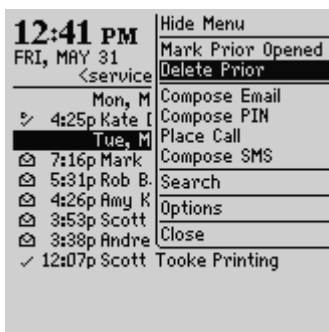 12:41 PM
FRI, MAY 31
<service
Mon, M
4:25p Kate
Tue, M
7:16p Mark
5:31p Rob B.
4:26p Amy K
3:53p Scott
3:38p Andre
12:07p Scott Tooke Printing
Hide Menu
Mark Prior Opened
Delete Prior
Compose Email
Compose PIN
Place Call
Compose SMS
Search
Options
Close